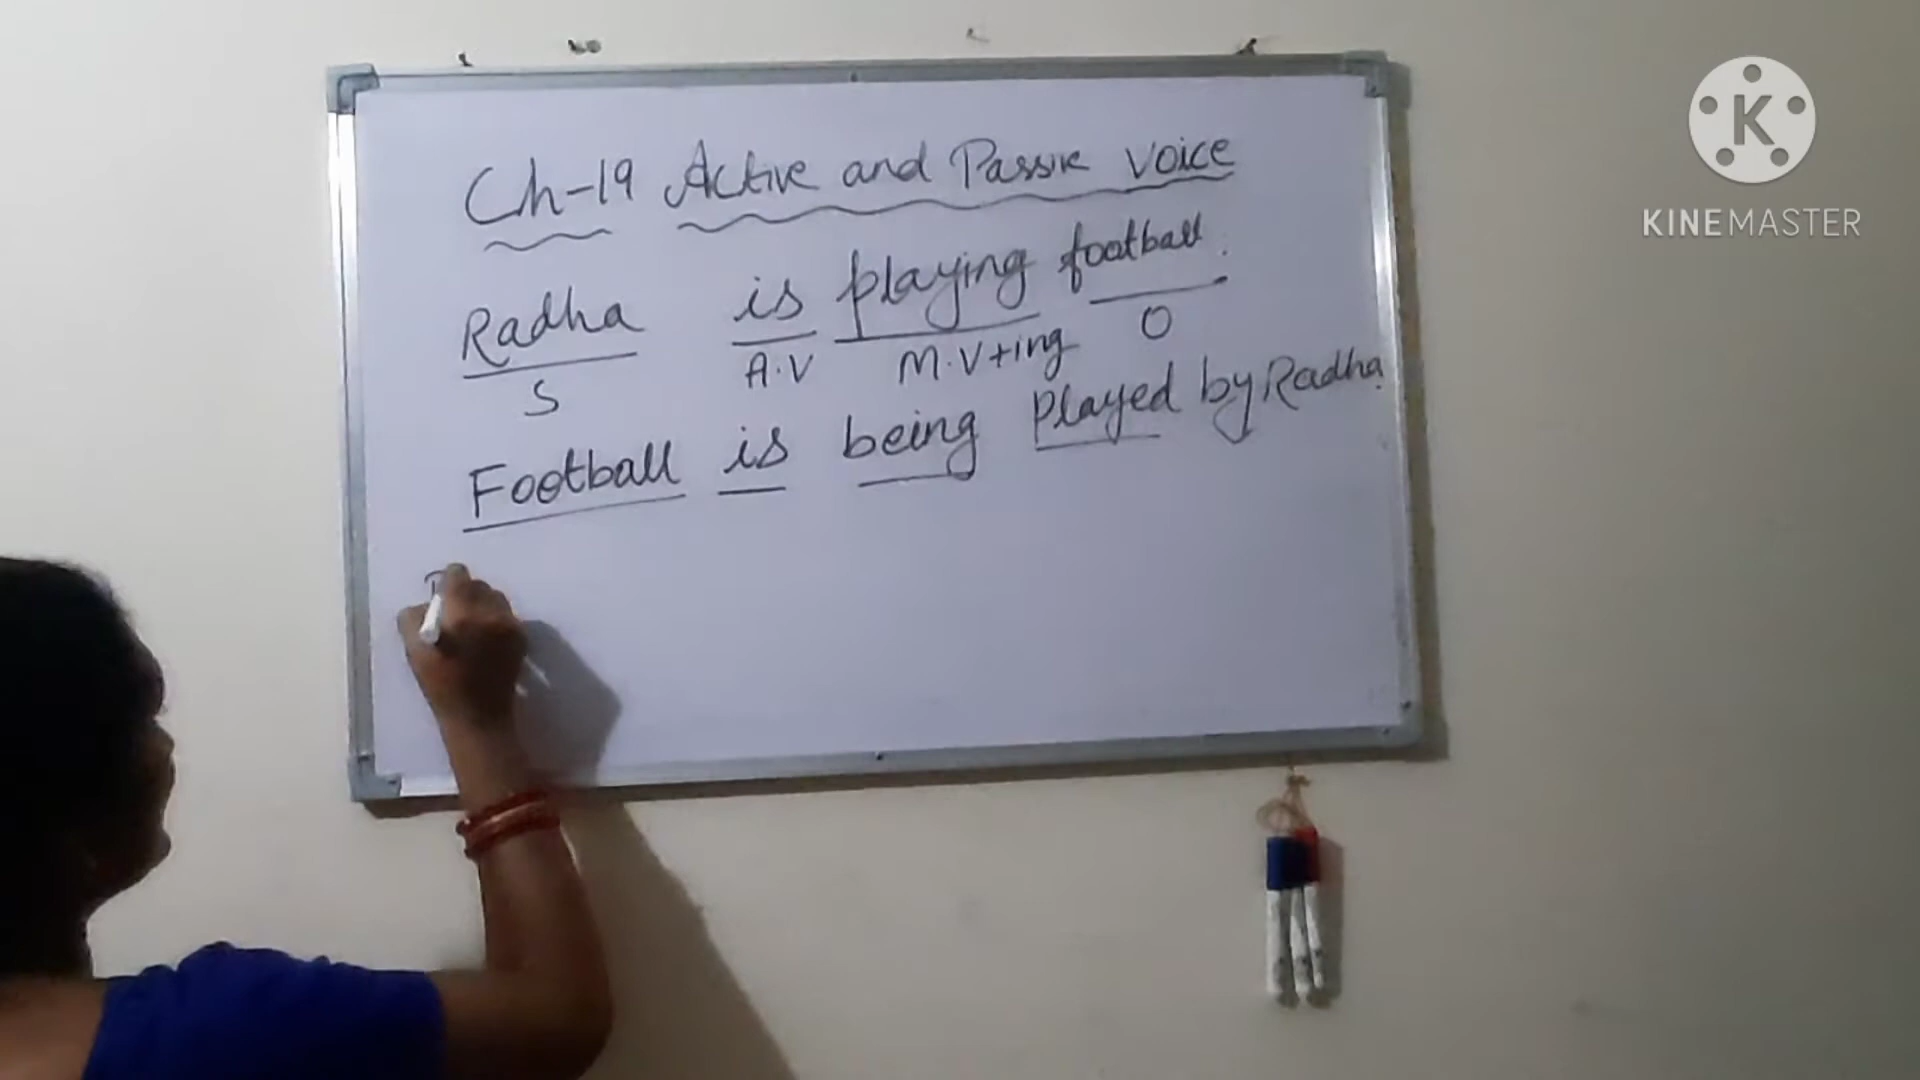 Ch-19 Active and Passive Voice
Radha is playing football.
S A.V M.V+ing O
Football is being Played by Radha.
K
KINEMASTER